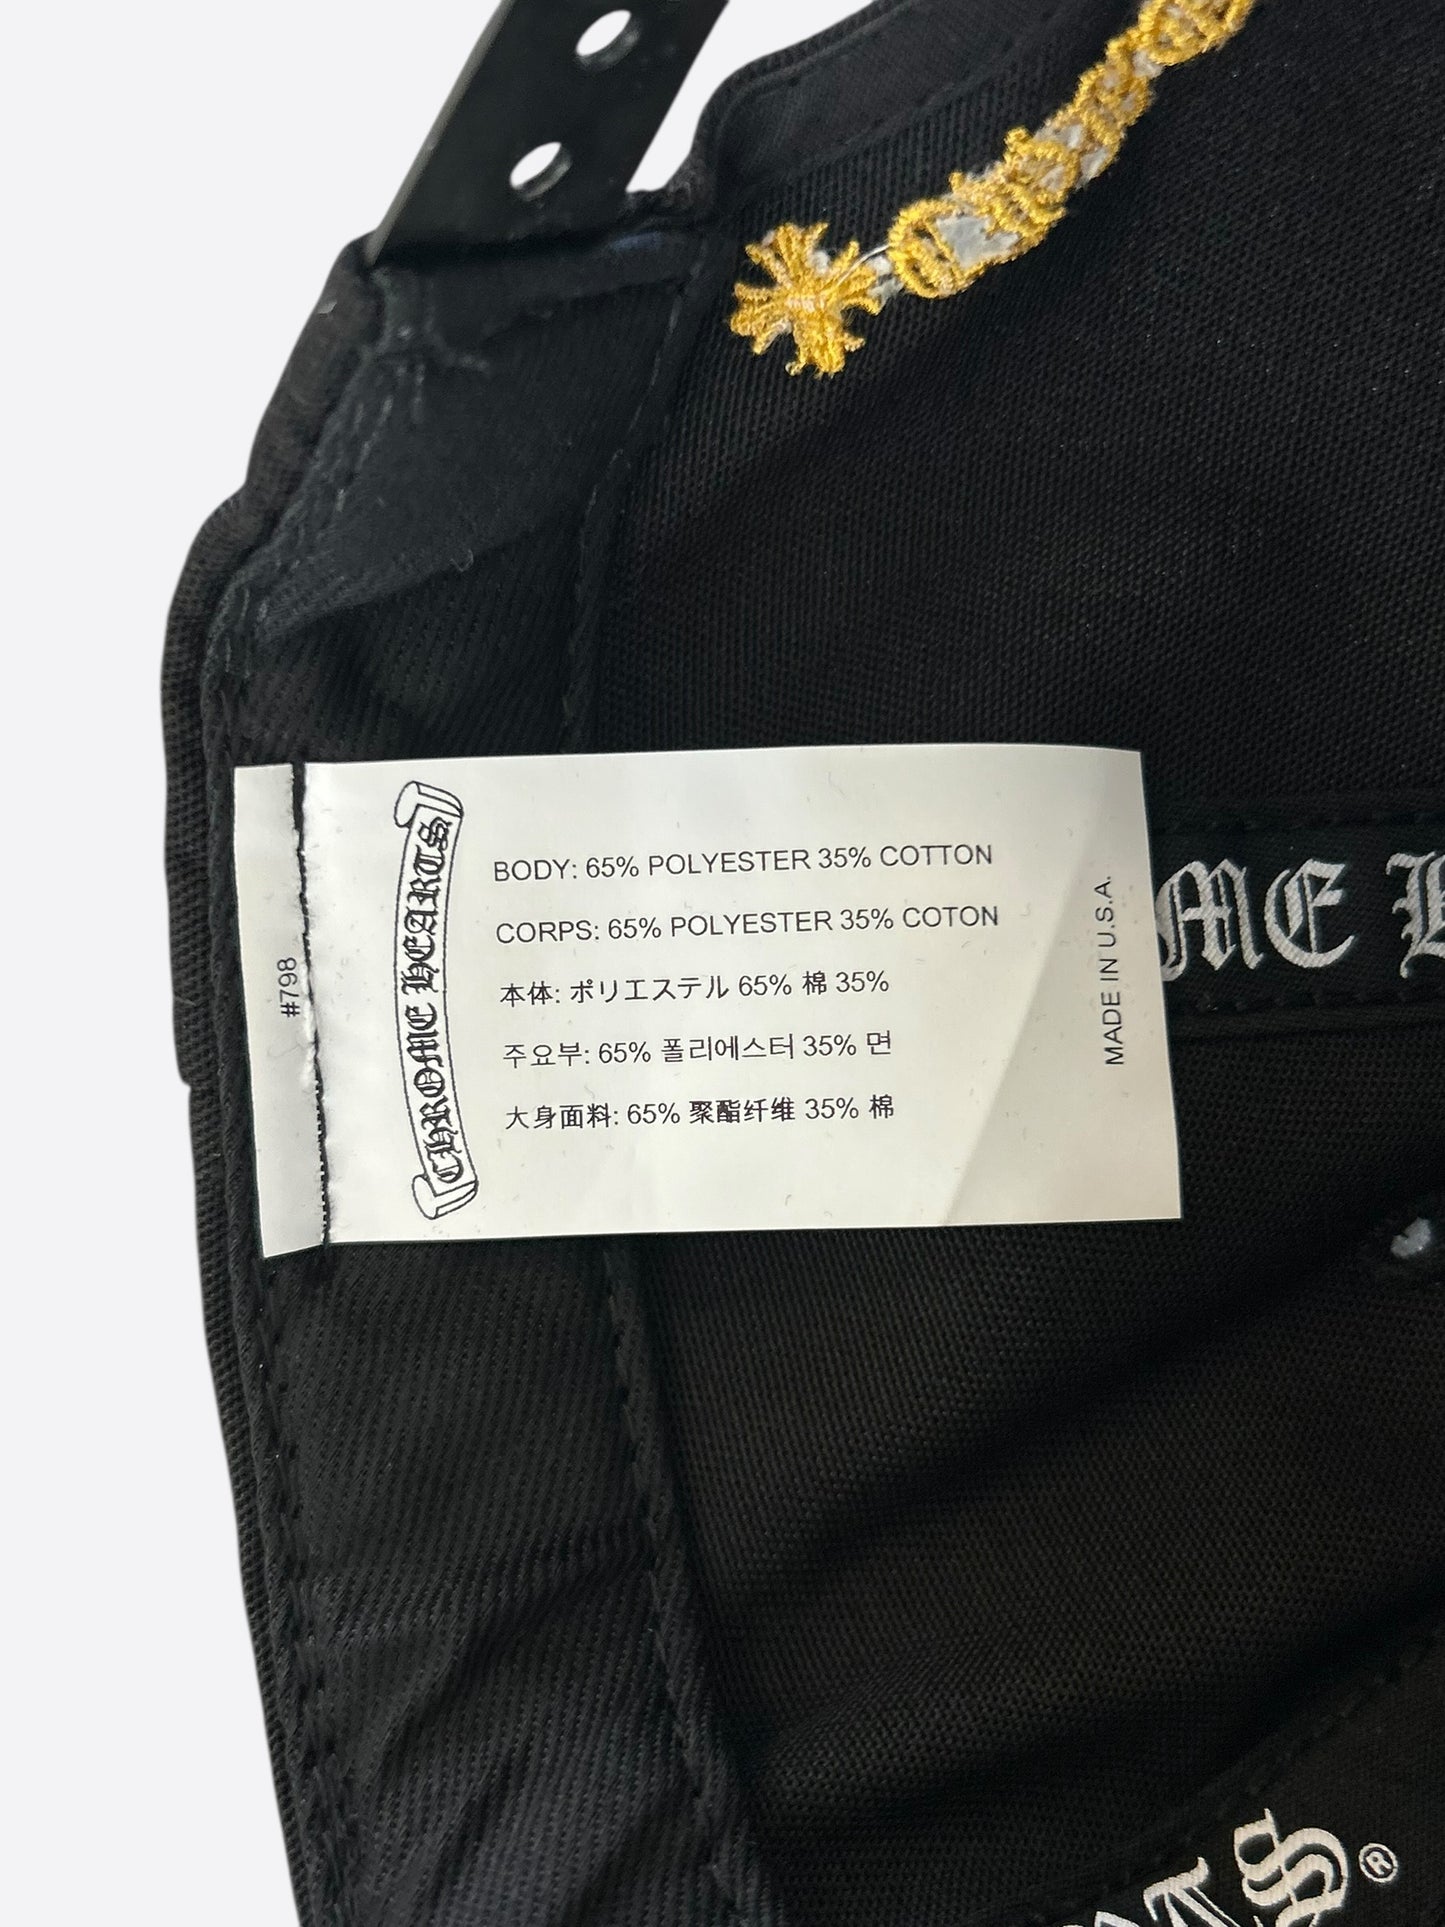 #798
CHROME HEARTS
BODY: 65% POLYESTER 35% COTTON
CORPS: 65% POLYESTER 35% COTON
本体: ポリエステル 65% 棉 35%
주요부: 65% 폴리에스터 35% 면
大身面料: 65% 聚酯纤维 35% 棉
MADE IN U.S.A.
ME H
S®